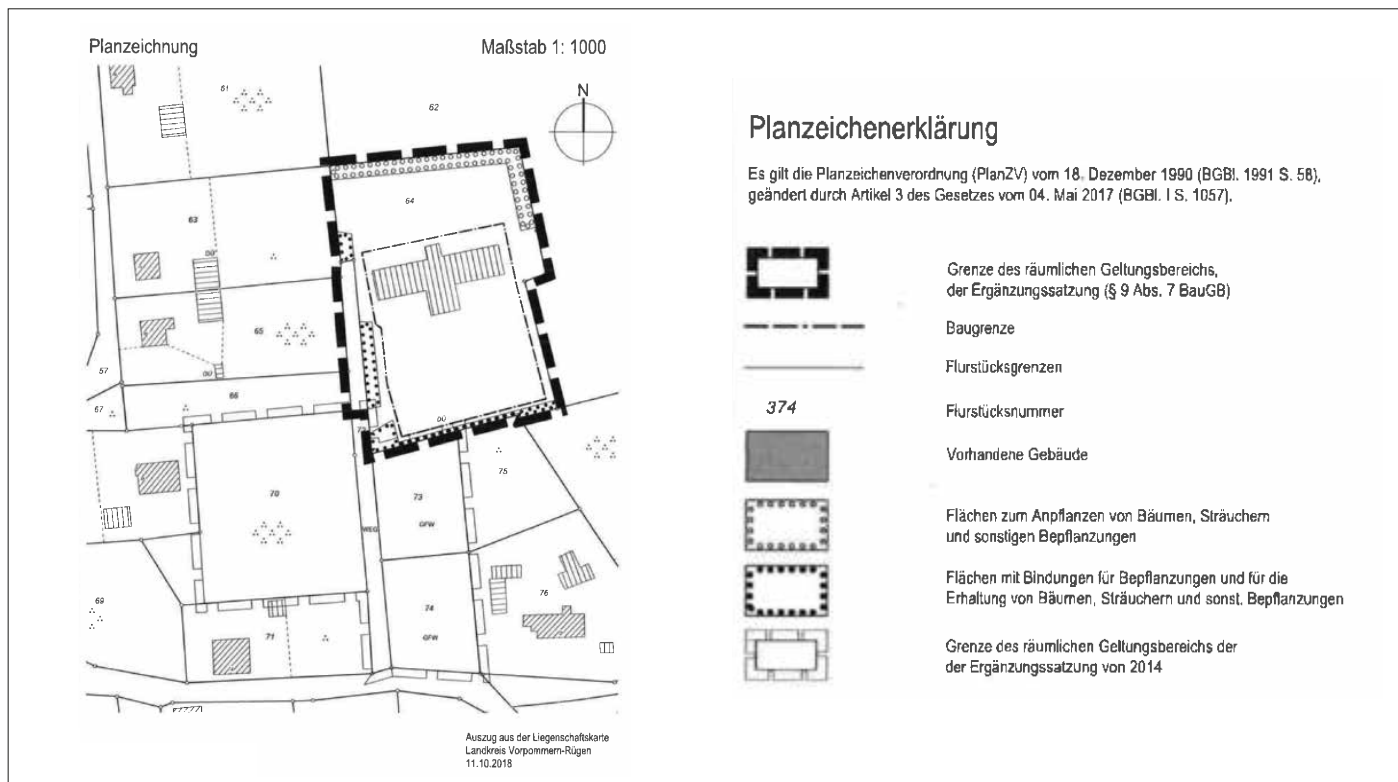 Planzeichnung
Maßstab 1: 1000
N
61
62
63
64
65
66
57
67
70
WEG
73
GFW
75
74
GFW
76
69
71
Auszug aus der Liegenschaftskarte
Landkreis Vorpommern-Rügen
11.10.2018
Planzeichenerklärung
Es gilt die Planzeichenverordnung (PlanZV) vom 18. Dezember 1990 (BGBl. 1991 S. 58),
geändert durch Artikel 3 des Gesetzes vom 04. Mai 2017 (BGBl. I S. 1057).
Grenze des räumlichen Geltungsbereichs,
der Ergänzungssatzung (§ 9 Abs. 7 BauGB)
Baugrenze
Flurstücksgrenzen
374
Flurstücksnummer
Vorhandene Gebäude
Flächen zum Anpflanzen von Bäumen, Sträuchern
und sonstigen Bepflanzungen
Flächen mit Bindungen für Bepflanzungen und für die
Erhaltung von Bäumen, Sträuchern und sonst. Bepflanzungen
Grenze des räumlichen Geltungsbereichs der
der Ergänzungssatzung von 2014